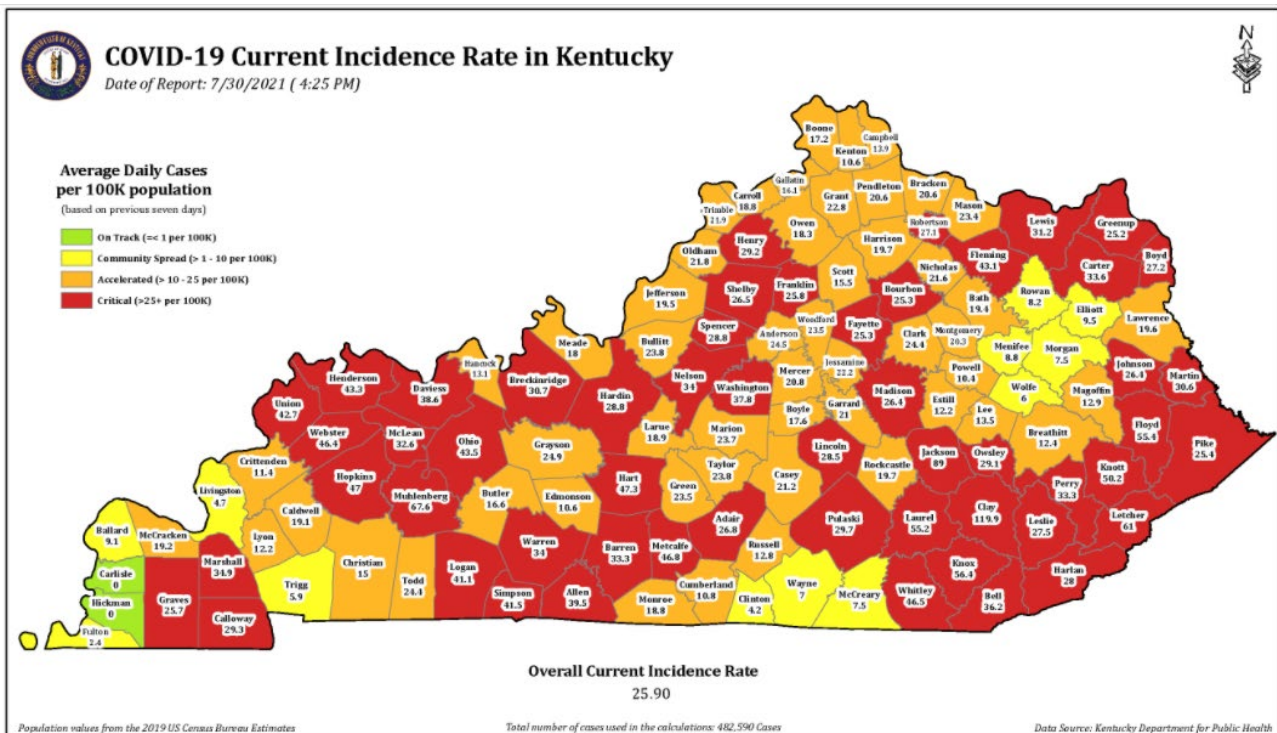 COVID-19 Current Incidence Rate in Kentucky
Date of Report: 7/30/2021 ( 4:25 PM)
N
Average Daily Cases
per 100K population
(based on previous seven days)
On Track (=< 1 per 100K)
Community Spread (> 1 - 10 per 100K)
Accelerated (> 10 - 25 per 100K)
Critical (>25+ per 100K)
Boone
17.2
Campbell
13.9
Kenton
10.6
Gallatin
16.1
Carroll
18.8
Trimble
21.9
Grant
22.8
Pendleton
20.6
Bracken
20.6
Mason
23.4
Robertson
27.1
Lewis
31.2
Greenup
25.2
Boyd
27.2
Carter
33.6
Fleming
43.1
Owen
18.3
Harrison
19.7
Henry
29.2
Oldham
21.8
Nicholas
21.6
Scott
15.5
Franklin
25.8
Shelby
26.5
Jefferson
19.5
Bourbon
25.3
Bath
19.4
Rowan
8.2
Elliott
9.5
Lawrence
19.6
Woodford
23.5
Fayette
25.3
Spencer
28.8
Anderson
24.5
Clark
24.4
Montgomery
20.3
Menifee
8.8
Morgan
7.5
Bullitt
23.8
Meade
18
Hancock
13.1
Breckinridge
30.7
Hardin
28.8
Nelson
34
Washington
37.8
Mercer
20.8
Jessamine
22.2
Madison
26.4
Powell
10.4
Wolfe
6
Magoffin
12.9
Johnson
26.4
Martin
30.6
Henderson
43.3
Daviess
38.6
Union
42.7
Webster
46.4
McLean
32.6
Ohio
43.5
Grayson
24.9
Larue
18.9
Marion
23.7
Boyle
17.6
Garrard
21
Estill
12.2
Lee
13.5
Breathitt
12.4
Floyd
55.4
Pike
25.4
Crittenden
11.4
Hopkins
47
Muhlenberg
67.6
Butler
16.6
Edmonson
10.6
Hart
47.3
Green
23.5
Taylor
23.8
Casey
21.2
Lincoln
28.5
Rockcastle
19.7
Jackson
89
Owsley
29.1
Perry
33.3
Knott
50.2
Letcher
61
Livingston
4.7
Caldwell
19.1
Lyon
12.2
Ballard
9.1
McCracken
19.2
Marshall
34.9
Carlisle
0
Hickman
0
Fulton
2.4
Graves
25.7
Calloway
29.3
Trigg
5.9
Christian
15
Todd
24.4
Logan
41.1
Warren
34
Simpson
41.5
Allen
39.5
Barren
33.3
Metcalfe
46.8
Adair
26.8
Russell
12.8
Monroe
18.8
Cumberland
10.8
Clinton
4.2
Wayne
7
McCreary
7.5
Pulaski
29.7
Laurel
55.2
Clay
119.9
Leslie
27.5
Knox
56.4
Whitley
46.5
Bell
36.2
Harlan
28
Overall Current Incidence Rate
25.90
Population values from the 2019 US Census Bureau Estimates
Total number of cases used in the calculations: 482,590 Cases
Data Source: Kentucky Department for Public Health